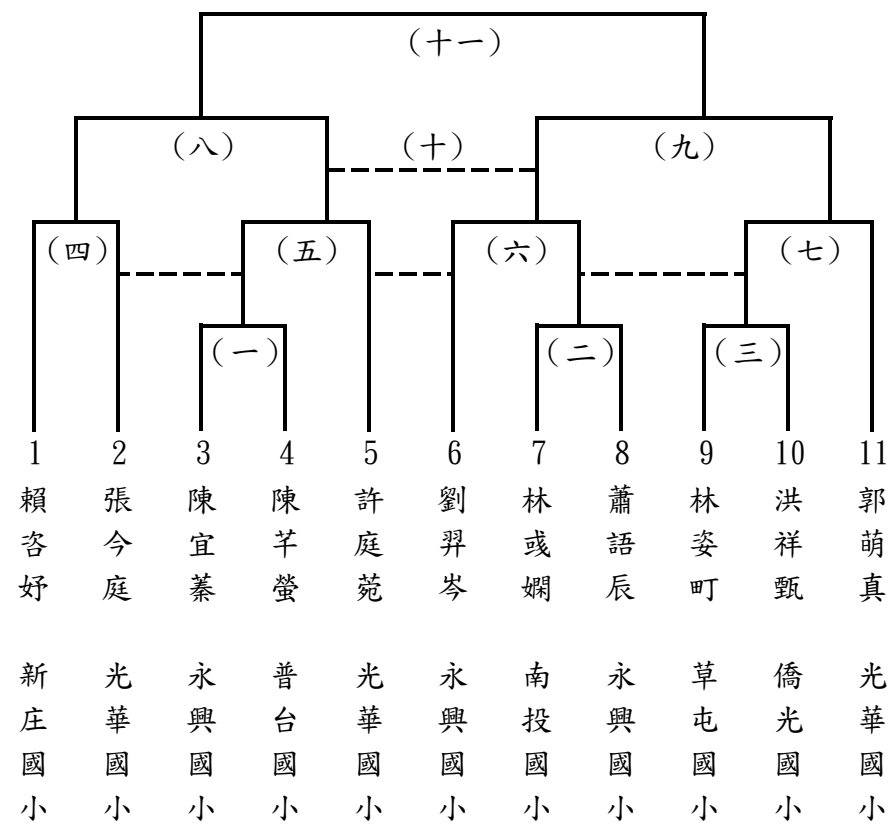 (十一)
(八) (十) (九)
(四) (五) (六) (七)
(一) (二) (三)
1 2 3 4 5 6 7 8 9 10 11
賴咨妤 新庄國小
張今庭 光華國小
陳宜蓁 永興國小
陳芊螢 普台國小
許庭菀 光華國小
劉羿岑 永興國小
林彧嫻 南投國小
蕭語辰 永興國小
林姿町 草屯國小
洪祥甄 僑光國小
郭萌真 光華國小